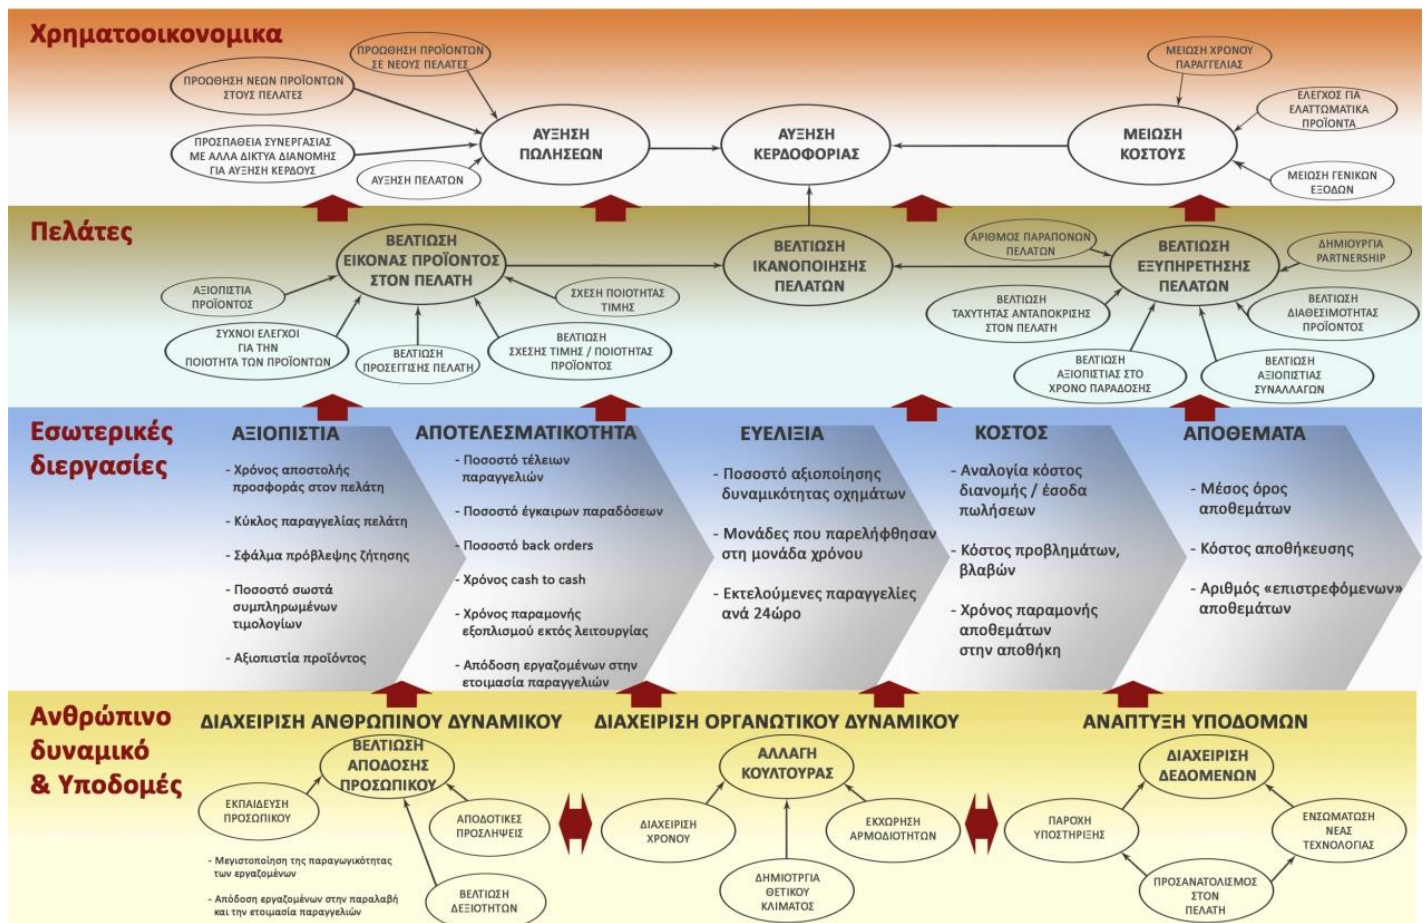 Χρηματοοικονομικα
ΠΡΟΩΘΗΣΗ ΠΡΟΪΟΝΤΩΝ
ΣΕ ΝΕΟΥΣ ΠΕΛΑΤΕΣ
ΠΡΟΩΘΗΣΗ ΝΕΩΝ ΠΡΟΪΟΝΤΩΝ
ΣΤΟΥΣ ΠΕΛΑΤΕΣ
ΠΡΟΣΠΑΘΕΙΑ ΣΥΝΕΡΓΑΣΙΑΣ
ΜΕ ΑΛΛΑ ΔΙΚΤΥΑ ΔΙΑΝΟΜΗΣ
ΓΙΑ ΑΥΞΗΣΗ ΚΕΡΔΟΥΣ
ΑΥΞΗΣΗ ΠΕΛΑΤΩΝ
ΑΥΞΗΣΗ
ΠΩΛΗΣΕΩΝ
ΑΥΞΗΣΗ
ΚΕΡΔΟΦΟΡΙΑΣ
ΜΕΙΩΣΗ
ΚΟΣΤΟΥΣ
ΜΕΙΩΣΗ ΧΡΟΝΟΥ
ΠΑΡΑΓΓΕΛΙΑΣ
ΕΛΕΓΧΟΣ ΓΙΑ
ΕΛΑΤΤΩΜΑΤΙΚΑ
ΠΡΟΪΟΝΤΑ
ΜΕΙΩΣΗ ΓΕΝΙΚΩΝ
ΕΞΟΔΩΝ
Πελάτες
ΒΕΛΤΙΩΣΗ
ΕΙΚΟΝΑΣ ΠΡΟΪΟΝΤΟΣ
ΣΤΟΝ ΠΕΛΑΤΗ
ΑΞΙΟΠΙΣΤΙΑ
ΠΡΟΪΟΝΤΟΣ
ΣΥΧΝΟΙ ΕΛΕΓΧΟΙ
ΓΙΑ ΤΗΝ
ΠΟΙΟΤΗΤΑ ΤΩΝ ΠΡΟΪΟΝΤΩΝ
ΒΕΛΤΙΩΣΗ
ΠΡΟΣΕΓΓΙΣΗΣ ΠΕΛΑΤΗ
ΣΧΕΣΗ ΠΟΙΟΤΗΤΑΣ
ΤΙΜΗΣ
ΒΕΛΤΙΩΣΗ
ΣΧΕΣΗΣ ΤΙΜΗΣ / ΠΟΙΟΤΗΤΑΣ
ΠΡΟΪΟΝΤΟΣ
ΒΕΛΤΙΩΣΗ
ΙΚΑΝΟΠΟΙΗΣΗΣ
ΠΕΛΑΤΩΝ
ΑΡΙΘΜΟΣ ΠΑΡΑΠΟΝΩΝ
ΠΕΛΑΤΩΝ
ΒΕΛΤΙΩΣΗ
ΕΞΥΠΗΡΕΤΗΣΗΣ
ΠΕΛΑΤΩΝ
ΔΗΜΙΟΥΡΓΙΑ
PARTNERSHIP
ΒΕΛΤΙΩΣΗ
ΤΑΧΥΤΗΤΑΣ ΑΝΤΑΠΟΚΡΙΣΗΣ
ΣΤΟΝ ΠΕΛΑΤΗ
ΒΕΛΤΙΩΣΗ
ΔΙΑΘΕΣΙΜΟΤΗΤΑΣ
ΠΡΟΪΟΝΤΟΣ
ΒΕΛΤΙΩΣΗ
ΑΞΙΟΠΙΣΤΙΑΣ ΣΤΟ
ΧΡΟΝΟ ΠΑΡΑΔΟΣΗΣ
ΒΕΛΤΙΩΣΗ
ΑΞΙΟΠΙΣΤΙΑΣ
ΣΥΝΑΛΛΑΓΩΝ
Εσωτερικές
διεργασίες
ΑΞΙΟΠΙΣΤΙΑ
- Χρόνος αποστολής
προσφοράς στον πελάτη
- Κύκλος παραγγελίας πελάτη
- Σφάλμα πρόβλεψης ζήτησης
- Ποσοστό σωστά
συμπληρωμένων
τιμολογίων
- Αξιοπιστία προϊόντος
ΑΠΟΤΕΛΕΣΜΑΤΙΚΟΤΗΤΑ
- Ποσοστό τέλειων
παραγγελιών
- Ποσοστό έγκαιρων παραδόσεων
- Ποσοστό back orders
- Χρόνος cash to cash
- Χρόνος παραμονής
εξοπλισμού εκτός λειτουργίας
- Απόδοση εργαζομένων στην
ετοιμασία παραγγελιών
ΕΥΕΛΙΞΙΑ
- Ποσοστό αξιοποίησης
δυναμικότητας οχημάτων
- Μονάδες που παρελήφθησαν
στη μονάδα χρόνου
- Εκτελούμενες παραγγελίες
ανά 24ώρο
ΚΟΣΤΟΣ
- Αναλογία κόστος
διανομής / έσοδα
πωλήσεων
- Κόστος προβλημάτων,
βλαβών
- Χρόνος παραμονής
αποθεμάτων
στην αποθήκη
ΑΠΟΘΕΜΑΤΑ
- Μέσος όρος
αποθεμάτων
- Κόστος αποθήκευσης
- Αριθμός «επιστρεφόμενων»
αποθεμάτων
Ανθρώπινο
δυναμικό
& Υποδομές
ΔΙΑΧΕΙΡΙΣΗ ΑΝΘΡΩΠΙΝΟΥ ΔΥΝΑΜΙΚΟΥ
ΒΕΛΤΙΩΣΗ
ΑΠΟΔΟΣΗΣ
ΠΡΟΣΩΠΙΚΟΥ
ΕΚΠΑΙΔΕΥΣΗ
ΠΡΟΣΩΠΙΚΟΥ
ΑΠΟΔΟΤΙΚΕΣ
ΠΡΟΣΛΗΨΕΙΣ
- Μεγιστοποίηση της παραγωγικότητας
των εργαζομένων
- Απόδοση εργαζομένων στην παραλαβή
και την ετοιμασία παραγγελιών
ΒΕΛΤΙΩΣΗ
ΔΕΞΙΟΤΗΤΩΝ
ΔΙΑΧΕΙΡΙΣΗ ΟΡΓΑΝΩΤΙΚΟΥ ΔΥΝΑΜΙΚΟΥ
ΑΛΛΑΓΗ
ΚΟΥΛΤΟΥΡΑΣ
ΔΙΑΧΕΙΡΙΣΗ
ΧΡΟΝΟΥ
ΕΚΧΩΡΗΣΗ
ΑΡΜΟΔΙΟΤΗΤΩΝ
ΔΗΜΙΟΤΡΓΙΑ
ΘΕΤΙΚΟΥ
ΚΛΙΜΑΤΟΣ
ΑΝΑΠΤΥΞΗ ΥΠΟΔΟΜΩΝ
ΔΙΑΧΕΙΡΙΣΗ
ΔΕΔΟΜΕΝΩΝ
ΠΑΡΟΧΗ
ΥΠΟΣΤΗΡΙΞΗΣ
ΕΝΣΩΜΑΤΩΣΗ
ΝΕΑΣ
ΤΕΧΝΟΛΟΓΙΑΣ
ΠΡΟΣΑΝΑΤΟΛΙΣΜΟΣ
ΣΤΟΝ
ΠΕΛΑΤΗ